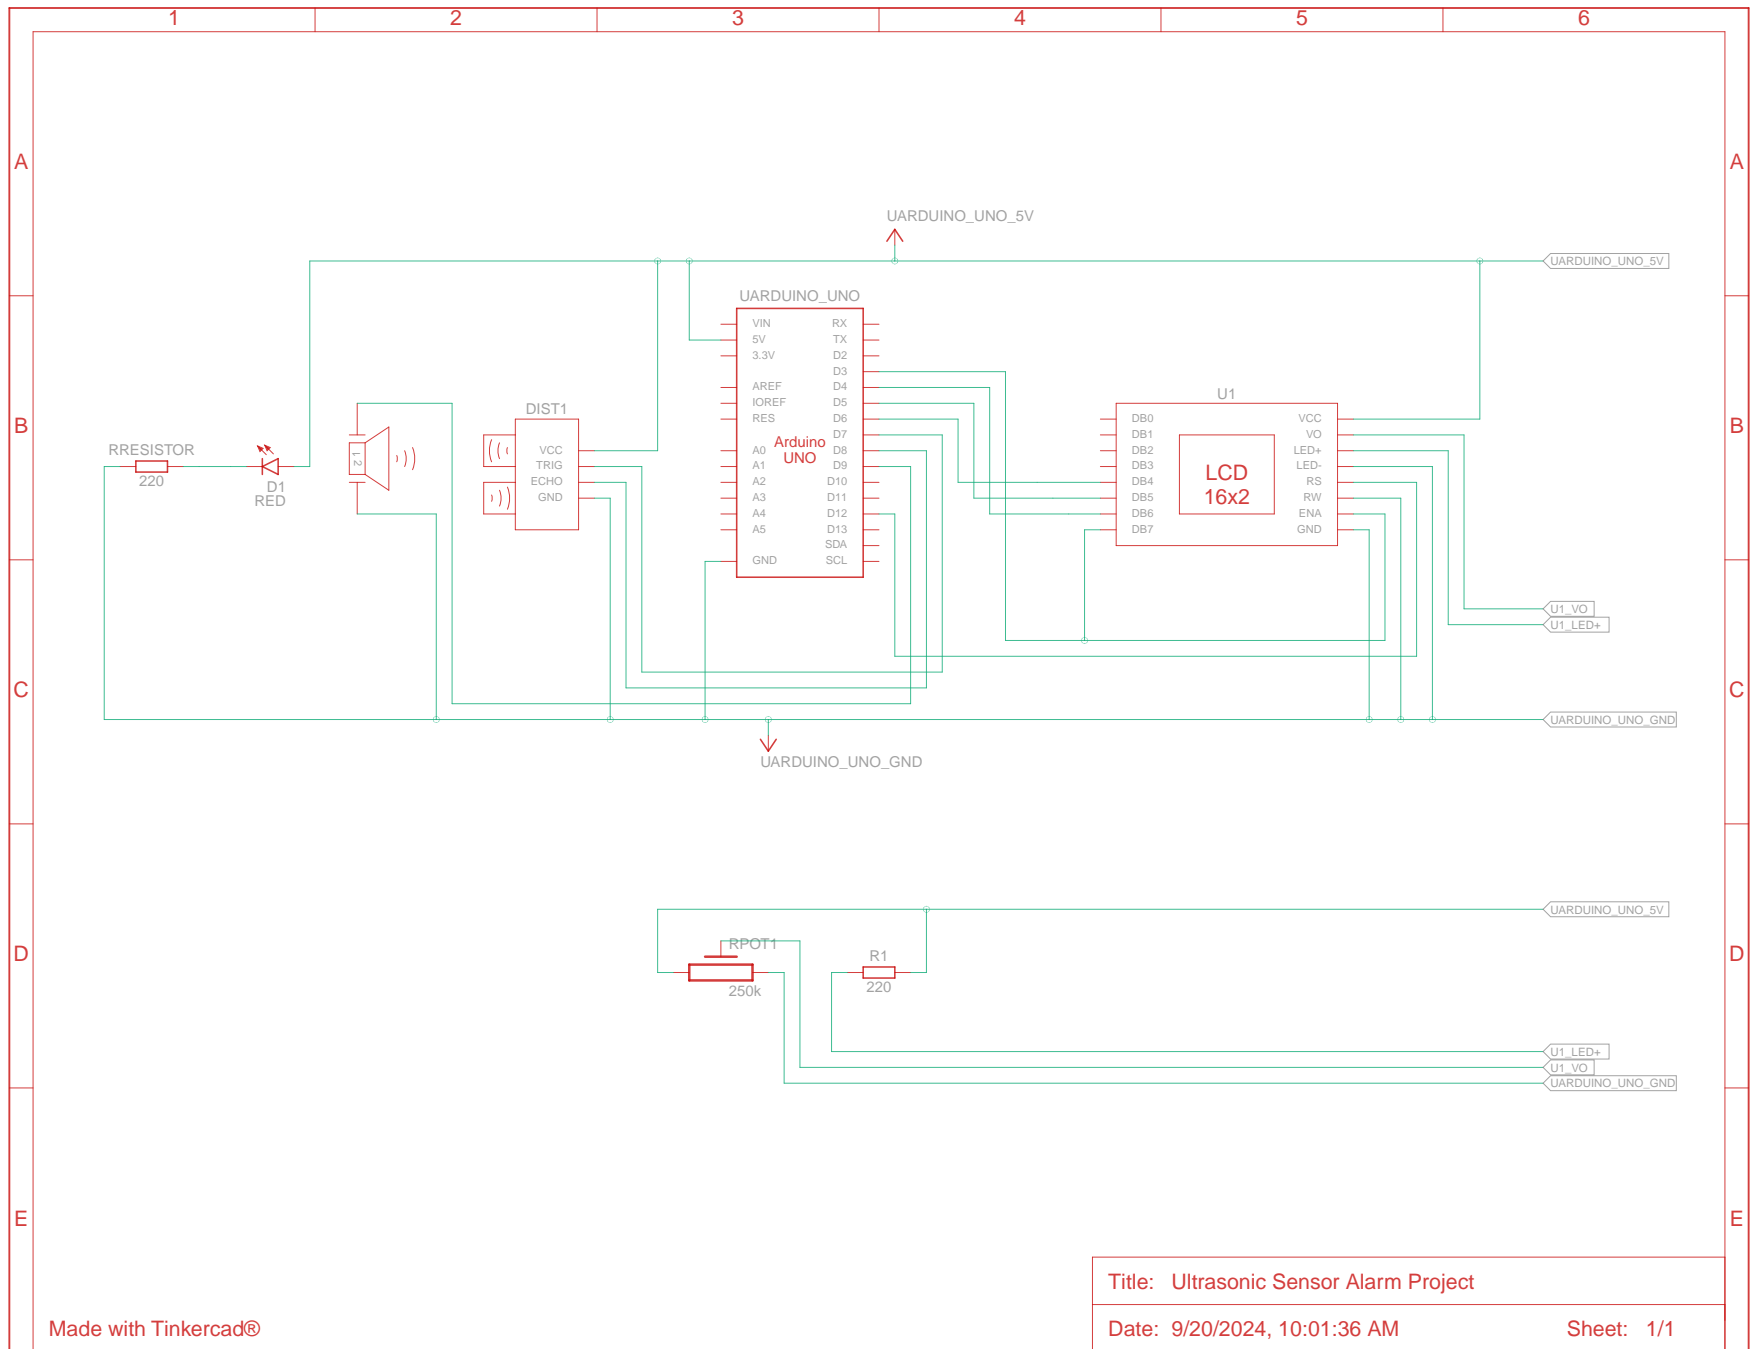 1 2 3 4 5 6
A A
UARDUINO_UNO_5V
UARDUINO_UNO_5V
UARDUINO_UNO
VIN RX
5V TX
3.3V D2
D3
AREF D4
IOREF D5
RES D6
D7
A0 D8
A1 D9
A2 D10
A3 D11
A4 D12
A5 D13
SDA
GND SCL
Arduino
UNO
B B
RRESISTOR
220
D1
RED
1 2
DIST1
VCC
TRIG
ECHO
GND
U1
DB0 VCC
DB1 VO
DB2 LED+
DB3 LED-
DB4 RS
DB5 RW
DB6 ENA
DB7 GND
LCD
16x2
U1_VO
U1_LED+
C C
UARDUINO_UNO_GND
UARDUINO_UNO_GND
UARDUINO_UNO_5V
D D
RPOT1
250k
R1
220
U1_LED+
U1_VO
UARDUINO_UNO_GND
E E
Title: Ultrasonic Sensor Alarm Project
Made with Tinkercad®
Date: 9/20/2024, 10:01:36 AM Sheet: 1/1